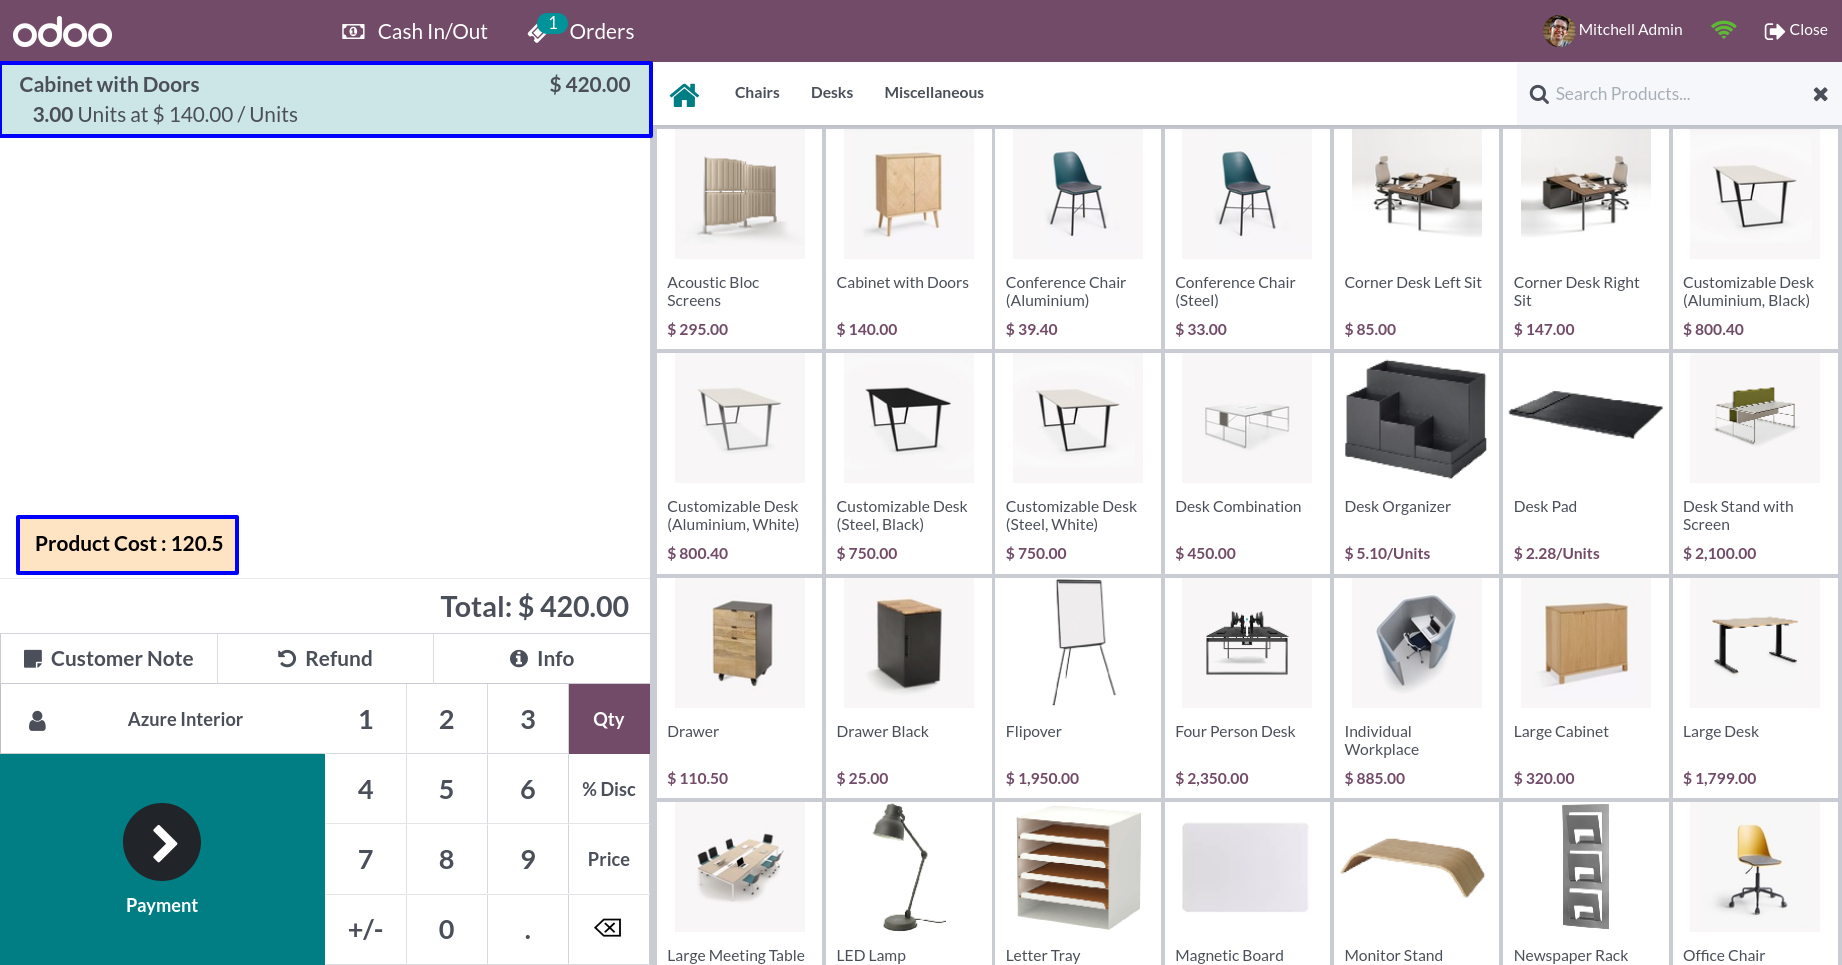 odoo
Cash In/Out
1
Orders
Mitchell Admin
Close
Cabinet with Doors $ 420.00
3.00 Units at $ 140.00 / Units
Product Cost : 120.5
Total: $ 420.00
Customer Note
Refund
Info
Azure Interior
1 2 3 Qty
4 5 6 % Disc
7 8 9 Price
+/- 0 .
Payment
Chairs Desks Miscellaneous
Search Products...
Acoustic Bloc
Screens
$ 295.00
Cabinet with Doors
$ 140.00
Conference Chair
(Aluminium)
$ 39.40
Conference Chair
(Steel)
$ 33.00
Corner Desk Left Sit
$ 85.00
Corner Desk Right
Sit
$ 147.00
Customizable Desk
(Aluminium, Black)
$ 800.40
Customizable Desk
(Aluminium, White)
$ 800.40
Customizable Desk
(Steel, Black)
$ 750.00
Customizable Desk
(Steel, White)
$ 750.00
Desk Combination
$ 450.00
Desk Organizer
$ 5.10/Units
Desk Pad
$ 2.28/Units
Desk Stand with
Screen
$ 2,100.00
Drawer
$ 110.50
Drawer Black
$ 25.00
Flipover
$ 1,950.00
Four Person Desk
$ 2,350.00
Individual
Workplace
$ 885.00
Large Cabinet
$ 320.00
Large Desk
$ 1,799.00
Large Meeting Table
LED Lamp
Letter Tray
Magnetic Board
Monitor Stand
Newspaper Rack
Office Chair